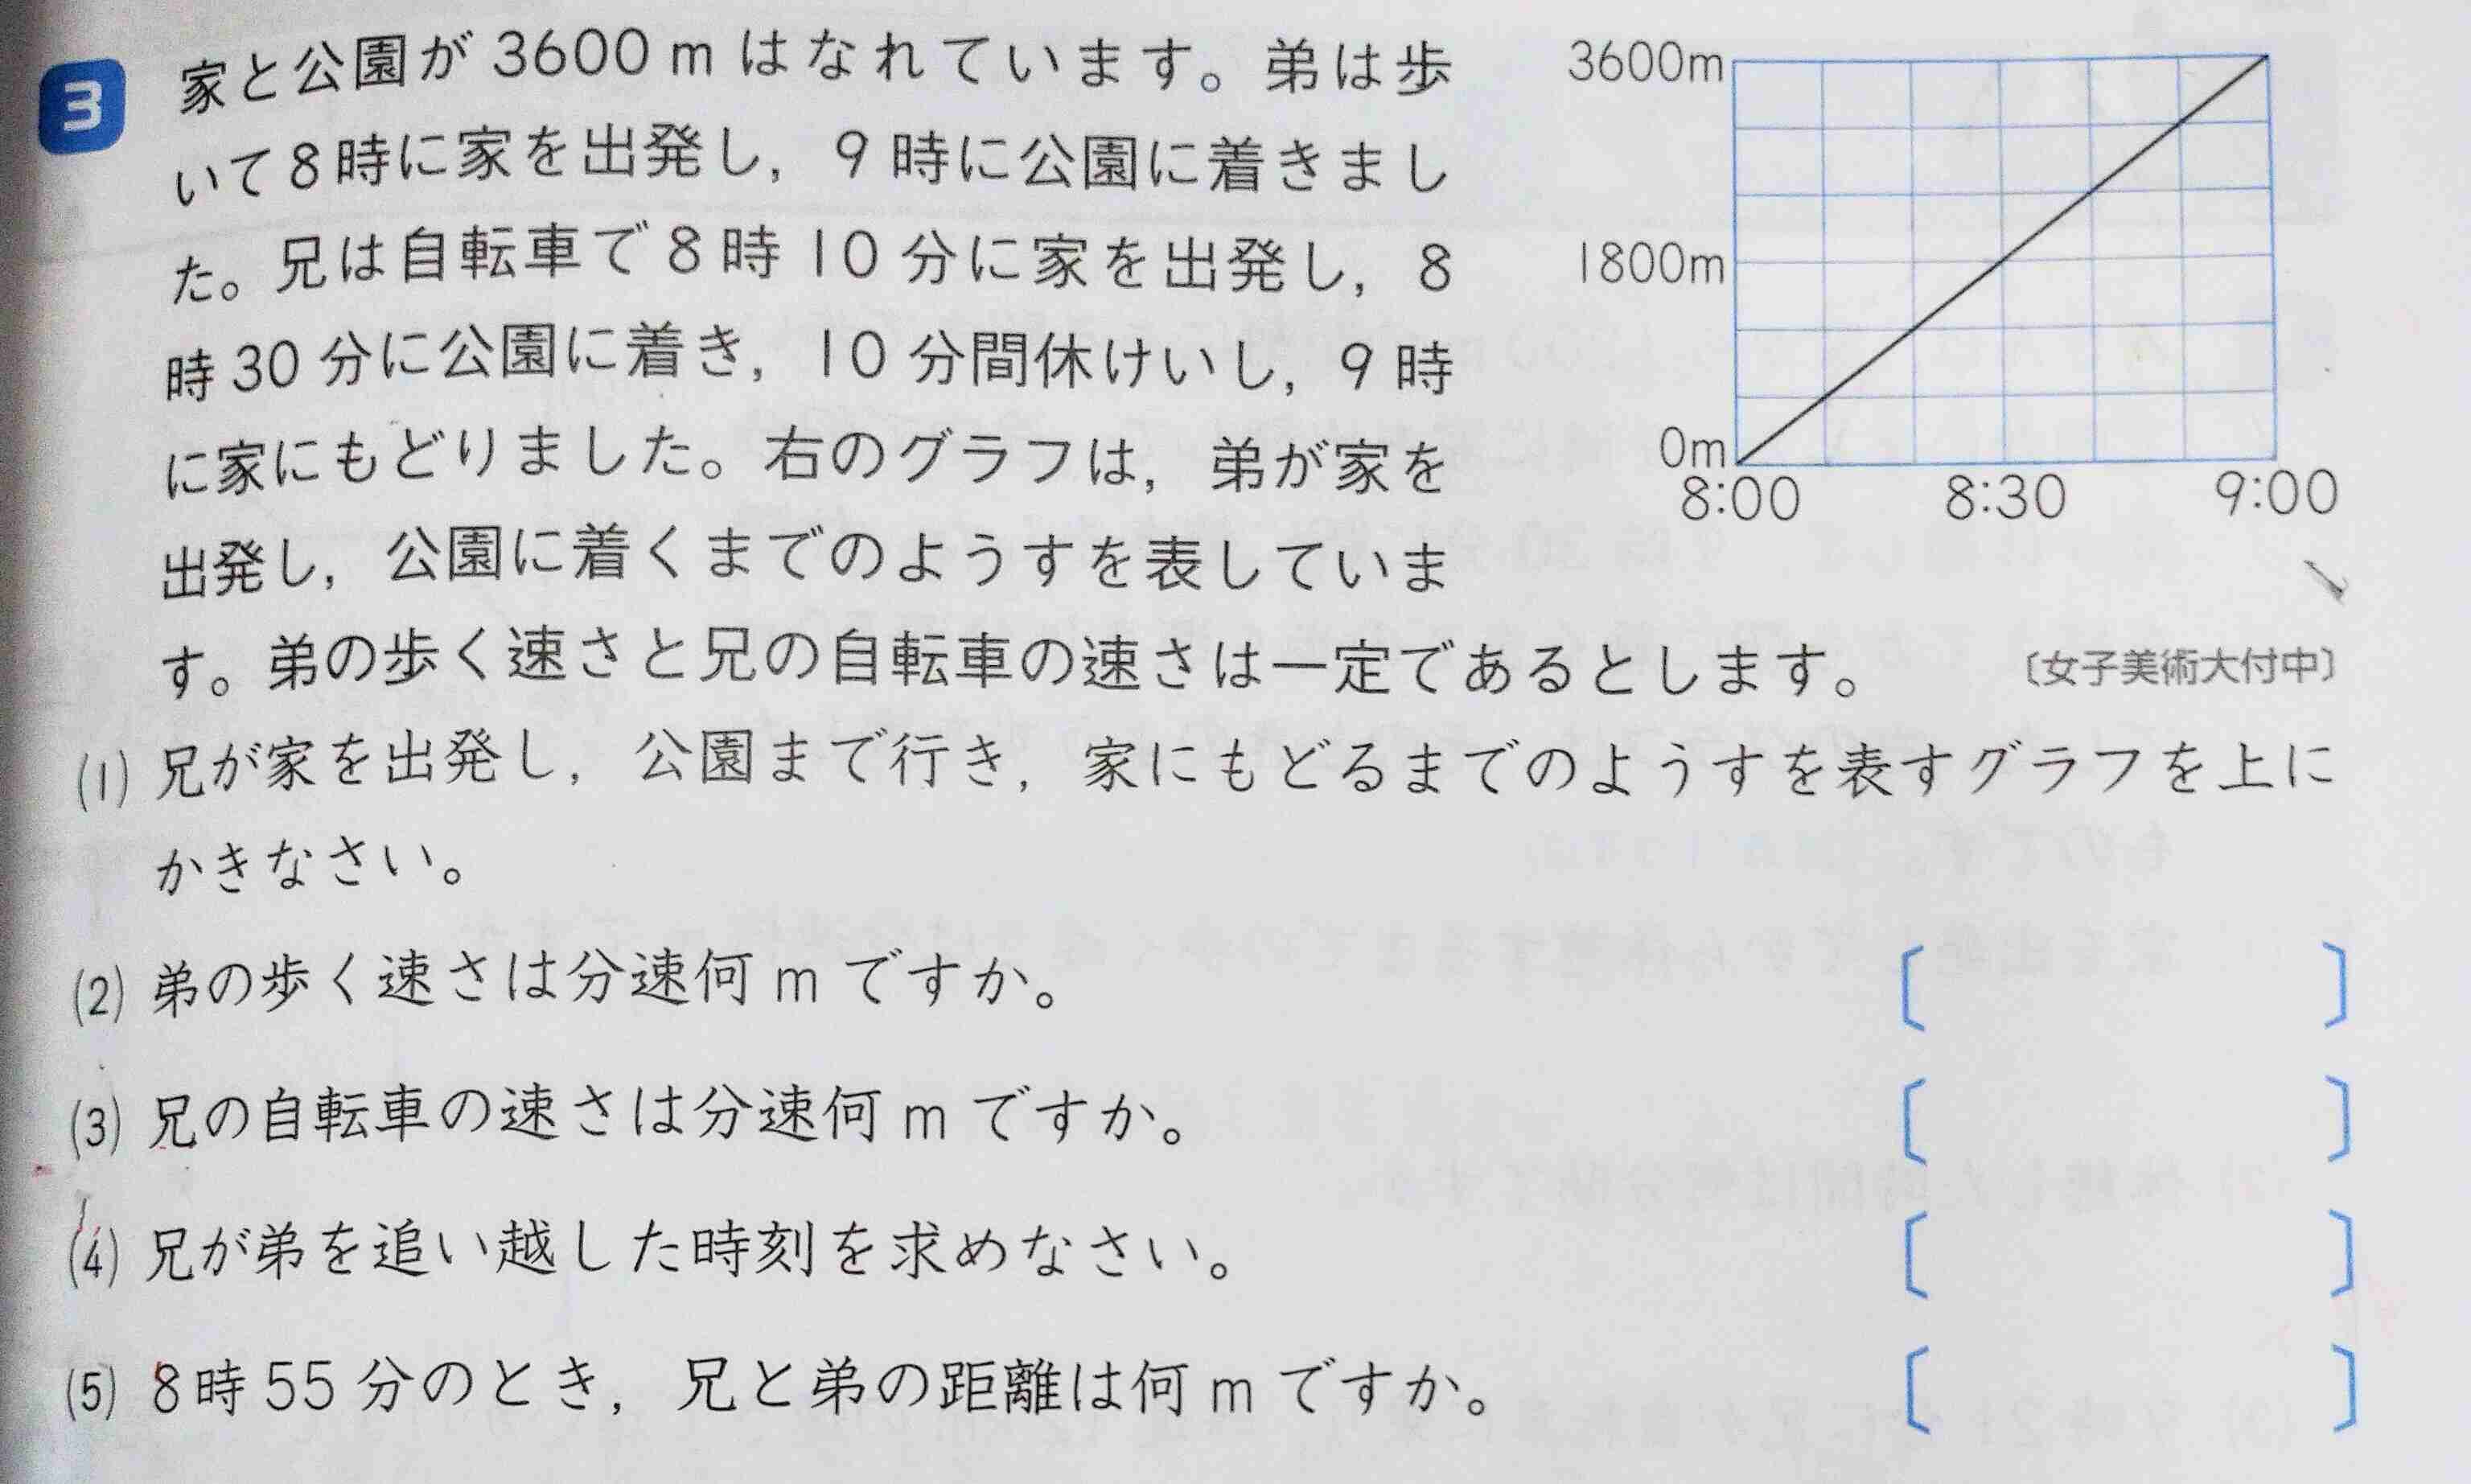 3
家と公園が3600mはなれています。弟は歩
いて8時に家を出発し，9時に公園に着きまし
た。兄は自転車で8時10分に家を出発し，8
時30分に公園に着き，10分間休けいし，9時
に家にもどりました。右のグラフは，弟が家を
出発し，公園に着くまでのようすを表していま
す。弟の歩く速さと兄の自転車の速さは一定であるとします。
〔女子美術大付中〕
3600m
1800m
0m
8:00 8:30 9:00
(1) 兄が家を出発し，公園まで行き，家にもどるまでのようすを表すグラフを上に
かきなさい。
(2) 弟の歩く速さは分速何mですか。 〔 〕
(3) 兄の自転車の速さは分速何mですか。 〔 〕
(4) 兄が弟を追い越した時刻を求めなさい。 〔 〕
(5) 8時55分のとき，兄と弟の距離は何mですか。 〔 〕